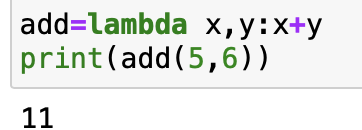 add=lambda x,y:x+y
print(add(5,6))
11